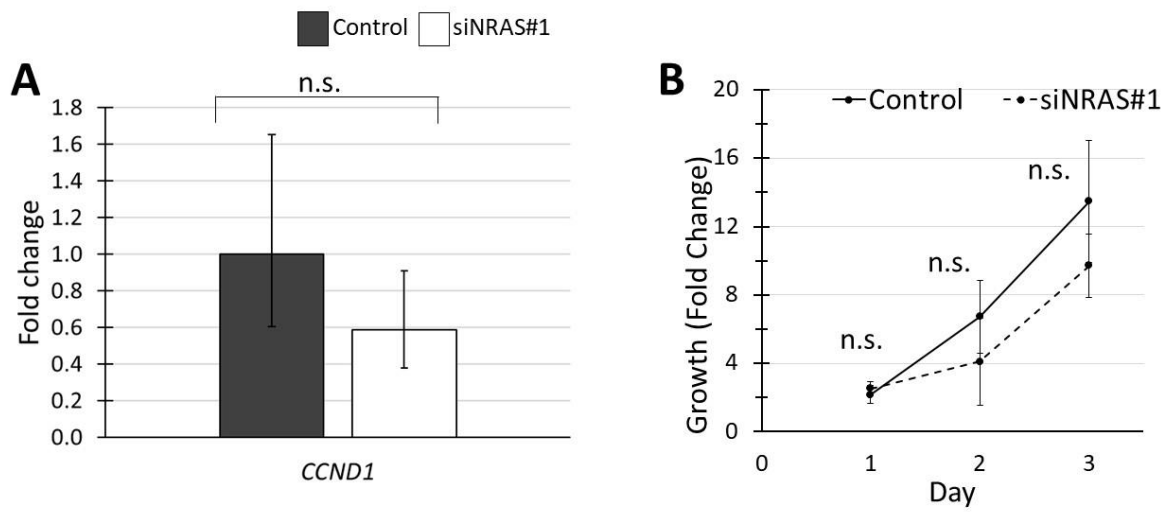 Control siNRAS#1
A
n.s.
Fold change
1.8
1.6
1.4
1.2
1.0
0.8
0.6
0.4
0.2
0.0
CCND1
B
Control siNRAS#1
Growth (Fold Change)
20
16
12
8
4
0
n.s.
n.s.
n.s.
0 1 2 3
Day